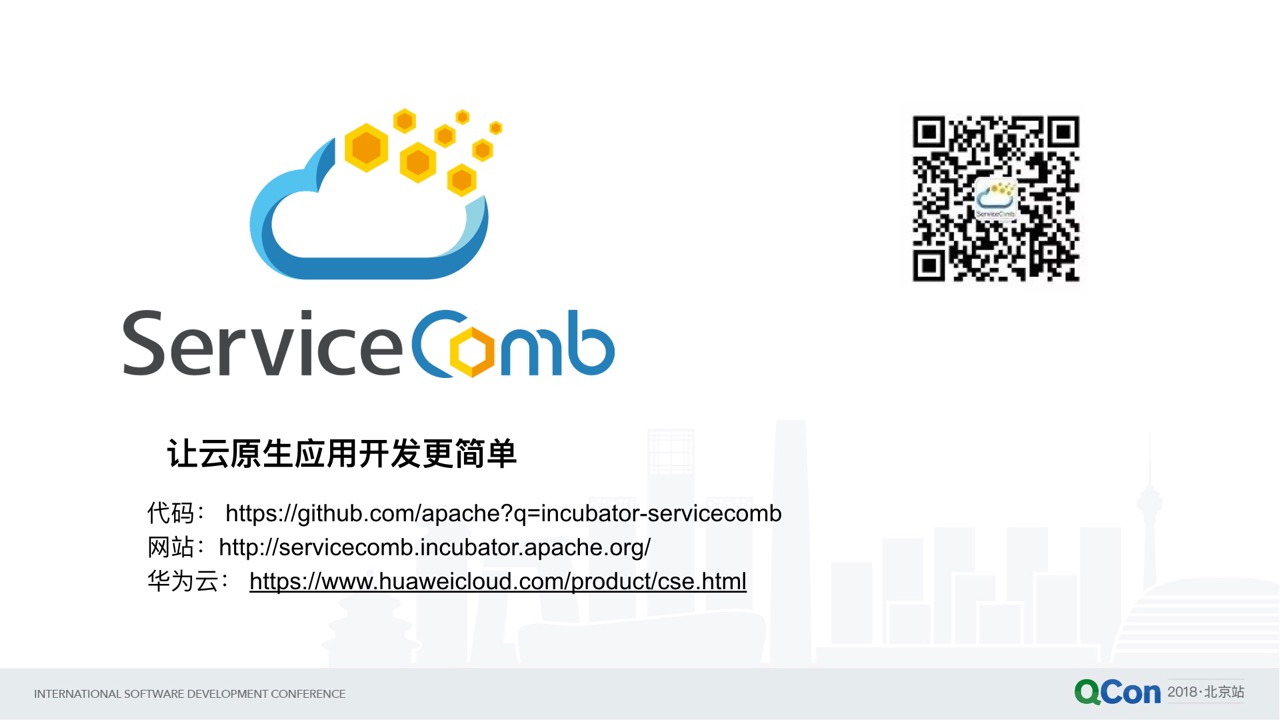 ServiceComb
ServiceComb
让云原生应用开发更简单
代码： https://github.com/apache?q=incubator-servicecomb
网站：http://servicecomb.incubator.apache.org/
华为云： https://www.huaweicloud.com/product/cse.html
INTERNATIONAL SOFTWARE DEVELOPMENT CONFERENCE
QCon 2018·北京站